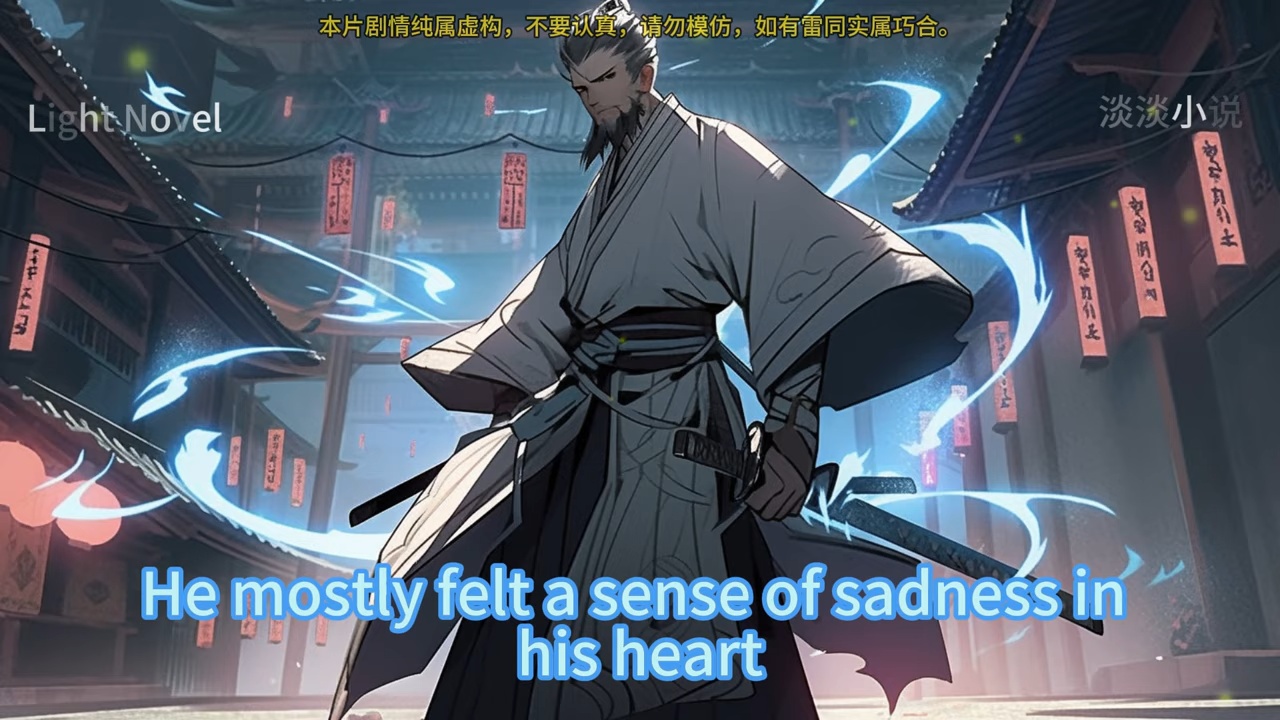 本片剧情纯属虚构，不要认真，请勿模仿，如有雷同实属巧合。
Light Novel
淡淡小说
He mostly felt a sense of sadness in
his heart